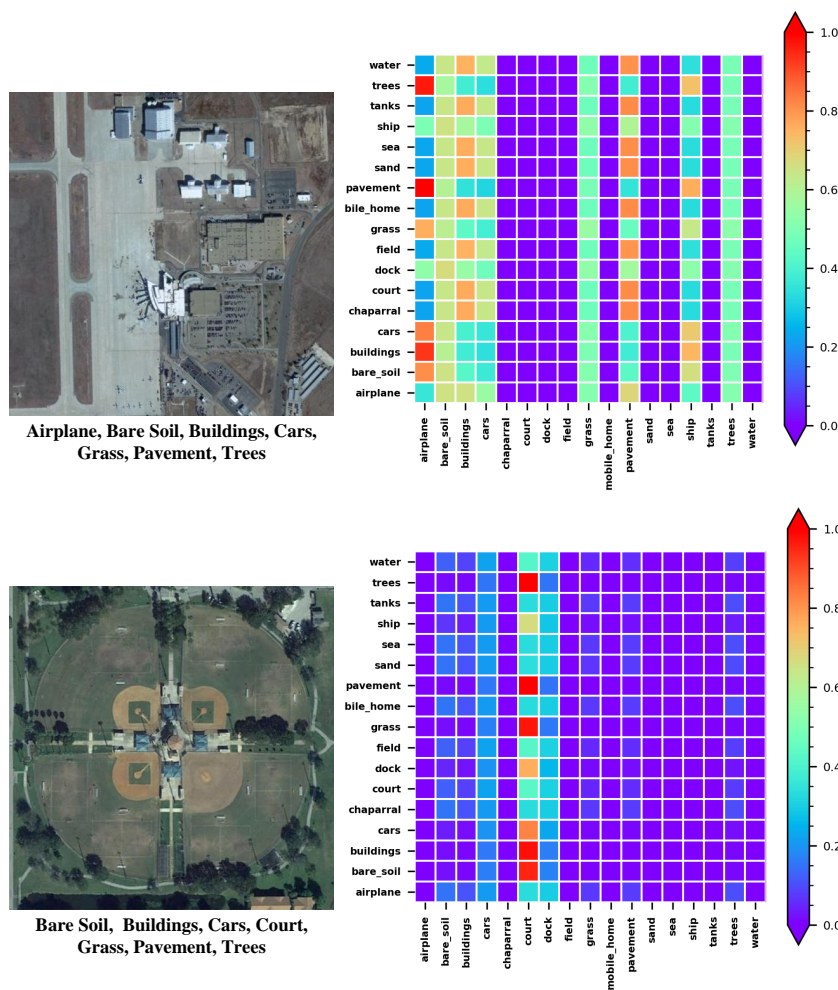 1.0
0.8
0.6
0.4
0.2
0.0
water
trees
tanks
ship
sea
sand
pavement
bile_home
grass
field
dock
court
chaparral
cars
buildings
bare_soil
airplane
airplane
bare_soil
buildings
cars
chaparral
court
dock
field
grass
mobile_home
pavement
sand
sea
ship
tanks
trees
water
Airplane, Bare Soil, Buildings, Cars,
Grass, Pavement, Trees
1.0
0.8
0.6
0.4
0.2
0.0
water
trees
tanks
ship
sea
sand
pavement
bile_home
grass
field
dock
court
chaparral
cars
buildings
bare_soil
airplane
airplane
bare_soil
buildings
cars
chaparral
court
dock
field
grass
mobile_home
pavement
sand
sea
ship
tanks
trees
water
Bare Soil, Buildings, Cars, Court,
Grass, Pavement, Trees